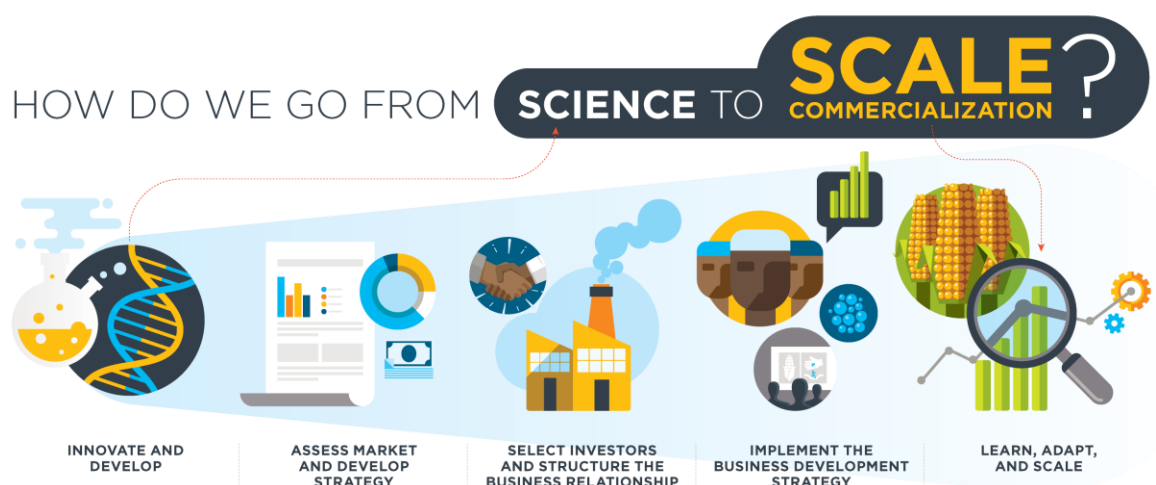 HOW DO WE GO FROM SCIENCE TO SCALE
COMMERCIALIZATION ?
INNOVATE AND
DEVELOP
ASSESS MARKET
AND DEVELOP
STRATEGY
SELECT INVESTORS
AND STRUCTURE THE
BUSINESS RELATIONSHIP
IMPLEMENT THE
BUSINESS DEVELOPMENT
STRATEGY
LEARN, ADAPT,
AND SCALE